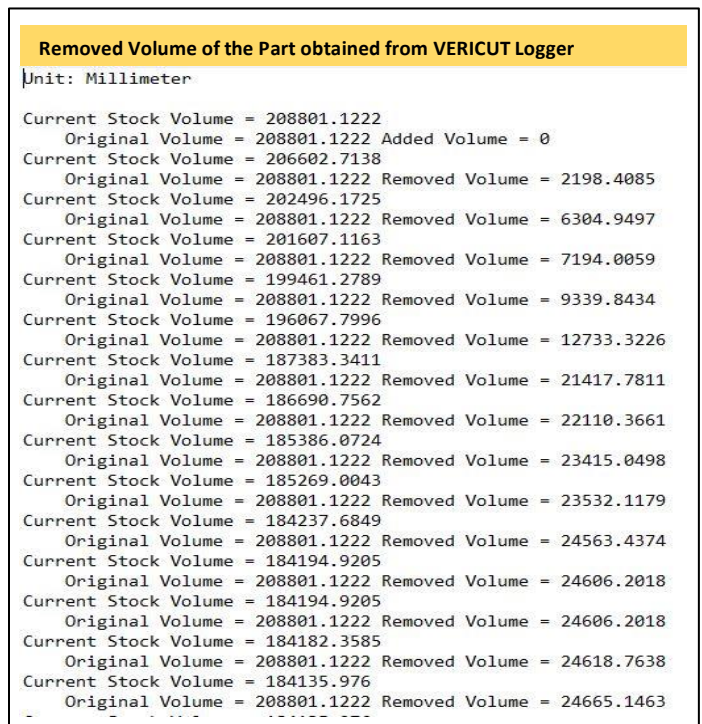 Removed Volume of the Part obtained from VERICUT Logger
Unit: Millimeter
Current Stock Volume = 208801.1222
Original Volume = 208801.1222 Added Volume = 0
Current Stock Volume = 206602.7138
Original Volume = 208801.1222 Removed Volume = 2198.4085
Current Stock Volume = 202496.1725
Original Volume = 208801.1222 Removed Volume = 6304.9497
Current Stock Volume = 201607.1163
Original Volume = 208801.1222 Removed Volume = 7194.0059
Current Stock Volume = 199461.2789
Original Volume = 208801.1222 Removed Volume = 9339.8434
Current Stock Volume = 196067.7996
Original Volume = 208801.1222 Removed Volume = 12733.3226
Current Stock Volume = 187383.3411
Original Volume = 208801.1222 Removed Volume = 21417.7811
Current Stock Volume = 186690.7562
Original Volume = 208801.1222 Removed Volume = 22110.3661
Current Stock Volume = 185386.0724
Original Volume = 208801.1222 Removed Volume = 23415.0498
Current Stock Volume = 185269.0043
Original Volume = 208801.1222 Removed Volume = 23532.1179
Current Stock Volume = 184237.6849
Original Volume = 208801.1222 Removed Volume = 24563.4374
Current Stock Volume = 184194.9205
Original Volume = 208801.1222 Removed Volume = 24606.2018
Current Stock Volume = 184194.9205
Original Volume = 208801.1222 Removed Volume = 24606.2018
Current Stock Volume = 184182.3585
Original Volume = 208801.1222 Removed Volume = 24618.7638
Current Stock Volume = 184135.976
Original Volume = 208801.1222 Removed Volume = 24665.1463